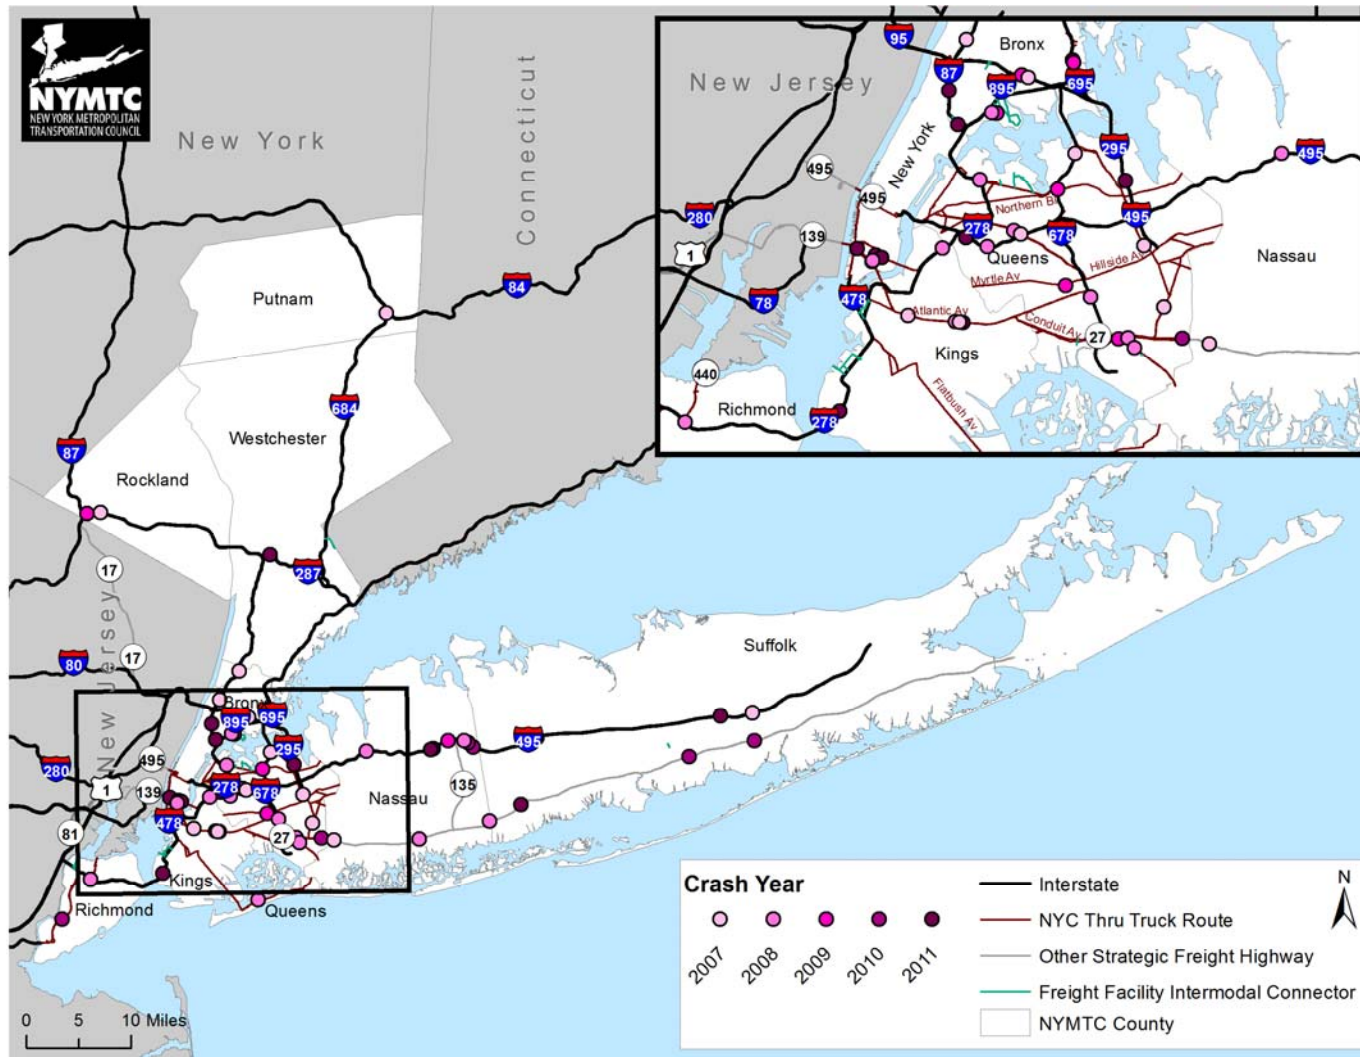 NYMTC
NEW YORK METROPOLITAN
TRANSPORTATION COUNCIL
New York
Connecticut
New Jersey
Putnam
84
684
87
Westchester
Rockland
17
287
17
80
New Jersey
Suffolk
Bronx
895
695
495
295
495
280
1
139
278
678
135
Nassau
478
81
27
Kings
Richmond
Queens
95
Bronx
New Jersey
87
895
695
495
New York
295
495
495
280
Northern Bl
495
1
139
278
678
Queens
Nassau
Hillside Av
Myrtle Av
78
478
Atlantic Av
Conduit Av
27
Kings
440
Flatbush Av
Richmond
278
Crash Year
2007
2008
2009
2010
2011
Interstate
NYC Thru Truck Route
Other Strategic Freight Highway
Freight Facility Intermodal Connector
NYMTC County
N
0 5 10 Miles